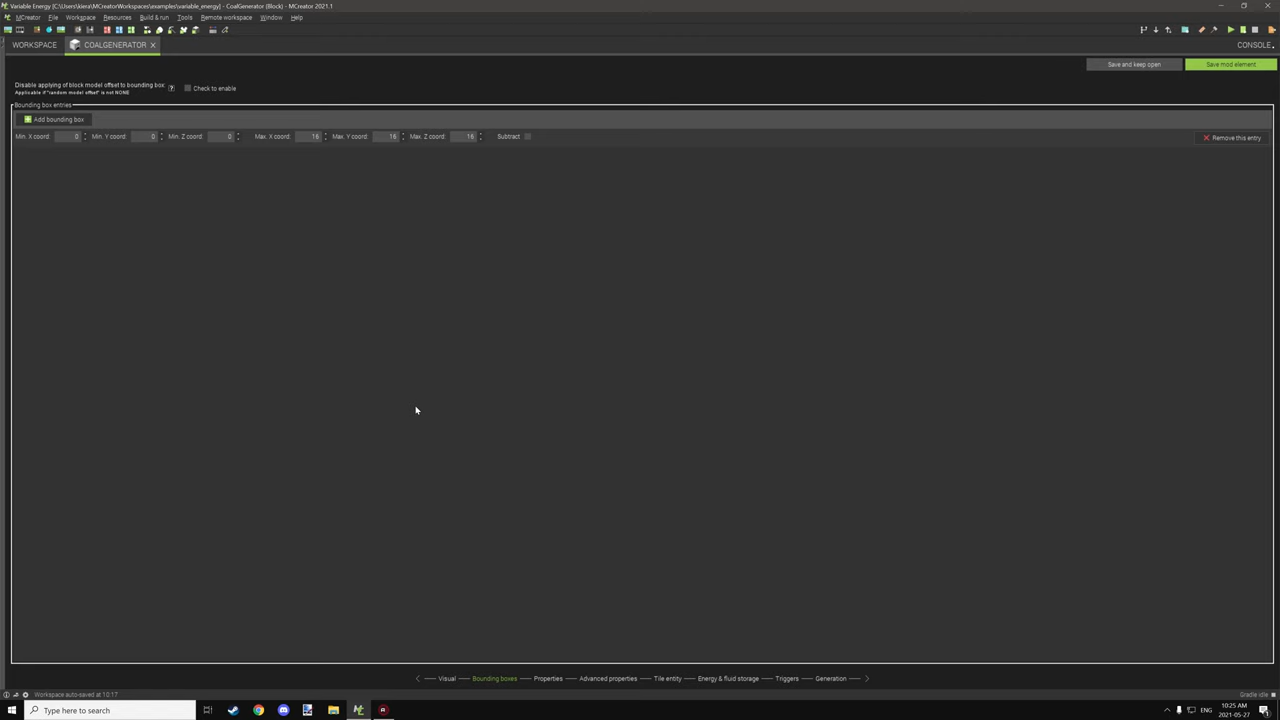 Variable Energy [C:\Users\kiera\MCreatorWorkspaces\examples\variable_energy] - CoalGenerator (Block) - MCreator 2021.1
MCreator File Workspace Resources Build & run Tools Remote workspace Window Help
WORKSPACE COALGENERATOR CONSOLE
Save and keep open Save mod element
Disable applying of block model offset to bounding box:
Applicable if "random model offset" is not NONE
? Check to enable
Bounding box entries
Add bounding box
Min. X coord: 0 Min. Y coord: 0 Min. Z coord: 0 Max. X coord: 16 Max. Y coord: 16 Max. Z coord: 16 Subtract Remove this entry
Visual Bounding boxes Properties Advanced properties Tile entity Energy & fluid storage Triggers Generation
Workspace auto-saved at 10:17 Gradle idle
Type here to search ENG 10:25 AM
2021-05-27